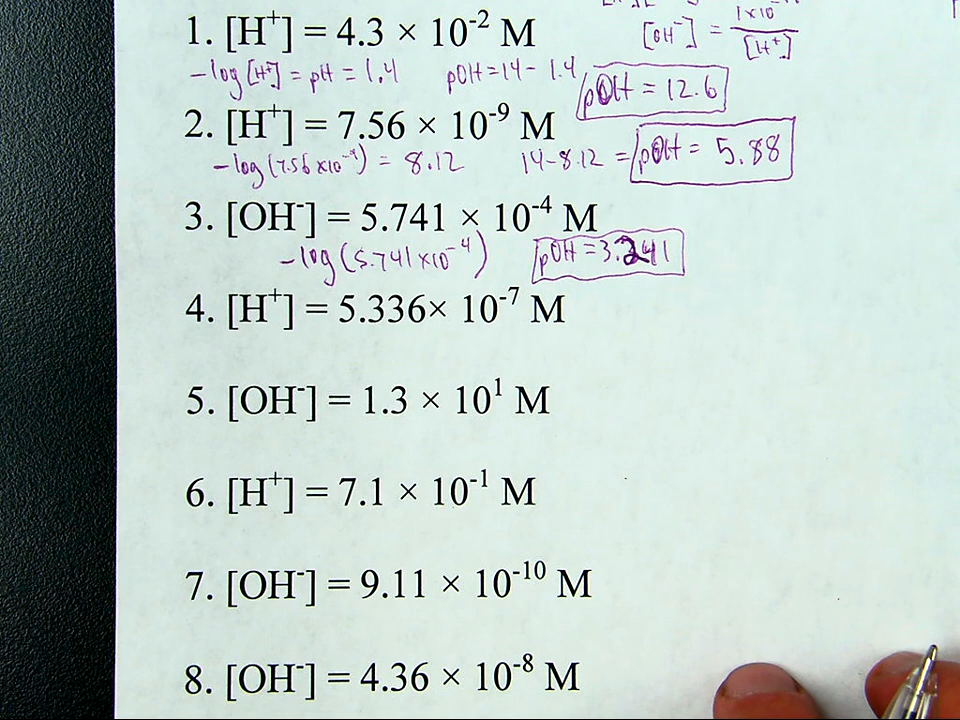 1. [H⁺] = 4.3 × 10⁻² M [OH⁻] = 1×10⁻ / [H⁺]
-log [H⁺] = pH = 1.4 pOH = 14 - 1.4 pOH = 12.6
2. [H⁺] = 7.56 × 10⁻⁹ M
-log (7.56 ×10⁻⁹) = 8.12 14-8.12 = pOH = 5.88
3. [OH⁻] = 5.741 × 10⁻⁴ M
-log (5.741 ×10⁻⁴) pOH = 3.241
4. [H⁺] = 5.336× 10⁻⁷ M
5. [OH⁻] = 1.3 × 10¹ M
6. [H⁺] = 7.1 × 10⁻¹ M
7. [OH⁻] = 9.11 × 10⁻¹⁰ M
8. [OH⁻] = 4.36 × 10⁻⁸ M